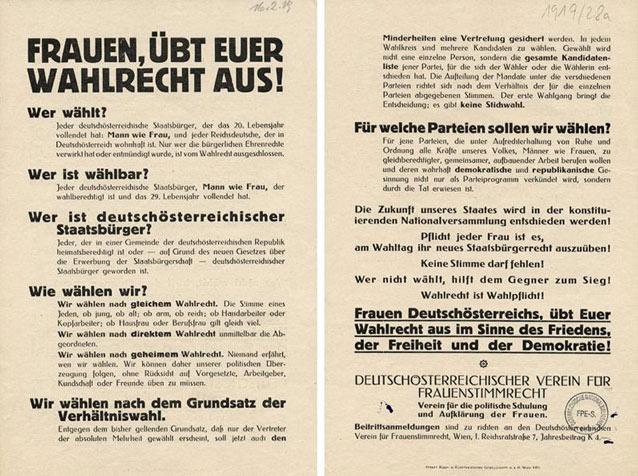 16.2.19
FRAUEN, ÜBT EUER
WAHLRECHT AUS!
Wer wählt?
Jeder deutschösterreichische Staatsbürger, der das 20. Lebensjahr
vollendet hat: Mann wie Frau, und jeder Reichsdeutsche, der in
Deutschösterreich wohnhaft ist. Nur wer der bürgerlichen Ehrenrechte
verwirkt hat oder entmündigt wurde, ist vom Wahlrecht ausgeschlossen.
Wer ist wählbar?
Jeder deutschösterreichische Staatsbürger, Mann wie Frau, der
wahlberechtigt ist und das 29. Lebensjahr vollendet hat.
Wer ist deutschösterreichischer
Staatsbürger?
Jeder, der in einer Gemeinde der deutschösterreichischen Republik
heimatsberechtigt ist oder — auf Grund des neuen Gesetzes über
die Erwerbung der Staatsbürgerschaft — deutschösterreichischer
Staatsbürger geworden ist.
Wie wählen wir?
Wir wählen nach gleichem Wahlrecht. Die Stimme eines
Jeden, ob jung, ob alt; ob arm, ob reich; ob Handarbeiter oder
Kopfarbeiter; ob Hausfrau oder Berufsfrau gilt gleich viel.
Wir wählen nach direktem Wahlrecht unmittelbar die Ab-
geordneten.
Wir wählen nach geheimem Wahlrecht. Niemand erfährt,
wen wir wählen. Wir können daher unserer politischen Über-
zeugung folgen, ohne Rücksicht auf Vorgesetzte, Arbeitgeber,
Kundschaft oder Freunde üben zu müssen.
Wir wählen nach dem Grundsatz der
Verhältniswahl.
Entgegen dem bisher geltenden Grundsatz, daß nur der Vertreter
der absoluten Mehrheit gewählt erscheint, soll jetzt auch den
1919/28a
Minderheiten eine Vertretung gesichert werden. In jedem
Wahlkreis sind mehrere Kandidaten zu wählen. Gewählt wird
nicht eine einzelne Person, sondern die gesamte Kandidaten-
liste jener Partei, für die sich der Wähler oder die Wählerin ent-
schieden hat. Die Aufteilung der Mandate unter die verschiedenen
Parteien richtet sich nach dem Verhältnis der für die einzelnen
Parteien abgegebenen Stimmen. Der erste Wahlgang bringt die
Entscheidung; es gibt keine Stichwahl.
Für welche Parteien sollen wir wählen?
Für jene Parteien, die unter Aufrechterhaltung von Ruhe und
Ordnung alle Kräfte unseres Volkes, Männer wie Frauen, zu
gleichberechtigter, gemeinsamer, aufbauender Arbeit berufen wollen
und deren wahrhaft demokratische und republikanische Ge-
sinnung nicht nur als Parteiprogramm verkündet wird, sondern
durch die Tat erwiesen ist.
Die Zukunft unseres Staates wird in der konstitu-
ierenden Nationalversammlung entschieden werden!
Pflicht jeder Frau ist es,
am Wahltag ihr neues Staatsbürgerrecht auszuüben!
Keine Stimme darf fehlen!
Wer nicht wählt, hilft dem Gegner zum Sieg!
Wahlrecht ist Wahlpflicht!
Frauen Deutschösterreichs, übt Euer
Wahlrecht aus im Sinne des Friedens,
der Freiheit und der Demokratie!
DEUTSCHÖSTERREICHISCHER VEREIN FÜR
FRAUENSTIMMRECHT
Verein für die politische Schulung
und Aufklärung der Frauen.
FPE-S.
Beitrittsanmeldungen sind zu richten an den Deutschösterreichischen
Verein für Frauenstimmrecht, Wien, I. Reichsratstraße 7, Jahresbeitrag K 4.—